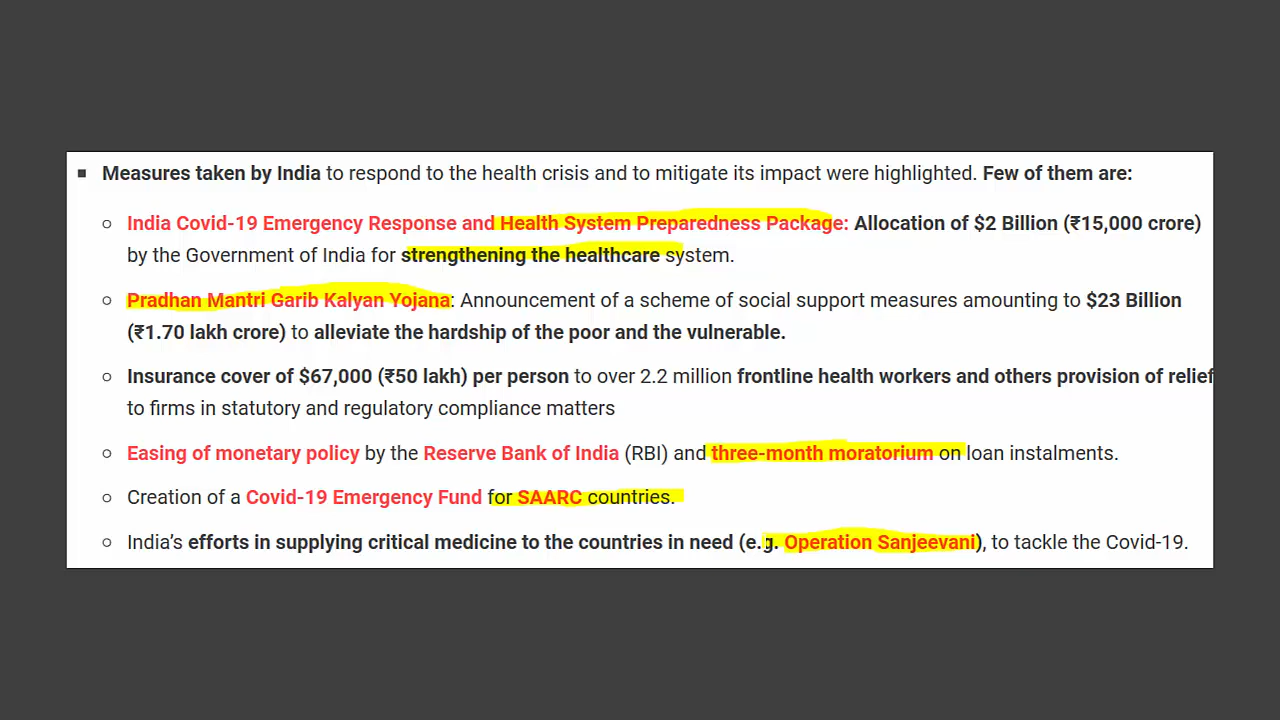 Measures taken by India to respond to the health crisis and to mitigate its impact were highlighted. Few of them are:
India Covid-19 Emergency Response and Health System Preparedness Package: Allocation of $2 Billion (₹15,000 crore)
by the Government of India for strengthening the healthcare system.
Pradhan Mantri Garib Kalyan Yojana: Announcement of a scheme of social support measures amounting to $23 Billion
(₹1.70 lakh crore) to alleviate the hardship of the poor and the vulnerable.
Insurance cover of $67,000 (₹50 lakh) per person to over 2.2 million frontline health workers and others provision of relief
to firms in statutory and regulatory compliance matters
Easing of monetary policy by the Reserve Bank of India (RBI) and three-month moratorium on loan instalments.
Creation of a Covid-19 Emergency Fund for SAARC countries.
India's efforts in supplying critical medicine to the countries in need (e.g. Operation Sanjeevani), to tackle the Covid-19.